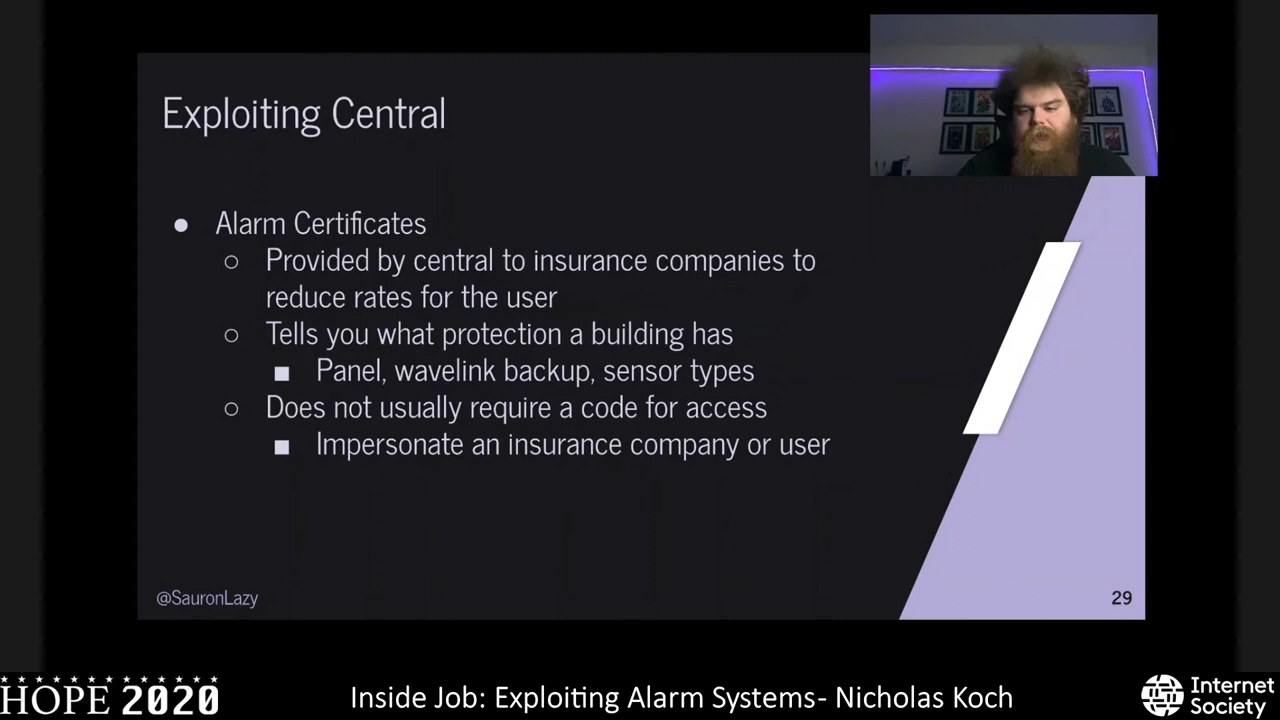 Exploiting Central
● Alarm Certificates
○ Provided by central to insurance companies to
reduce rates for the user
○ Tells you what protection a building has
■ Panel, wavelink backup, sensor types
○ Does not usually require a code for access
■ Impersonate an insurance company or user
@SauronLazy
29
HOPE 2020
Inside Job: Exploiting Alarm Systems- Nicholas Koch
Internet
Society